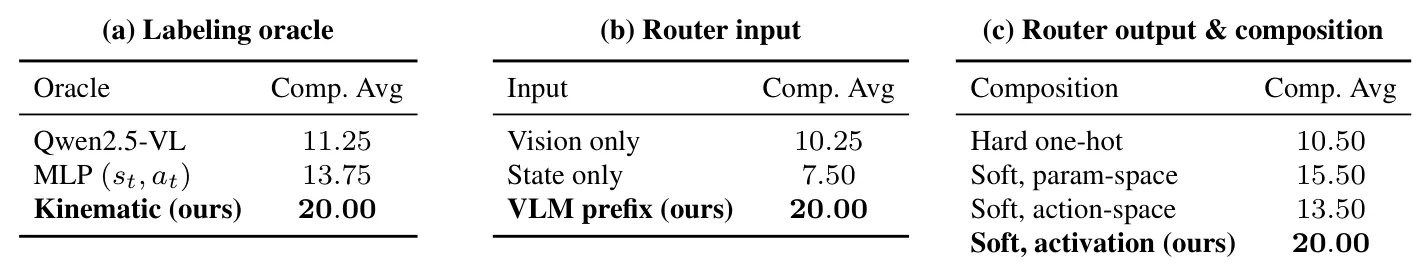 (a) Labeling oracle
Oracle Comp. Avg
Qwen2.5-VL 11.25
MLP (s_t, a_t) 13.75
Kinematic (ours) 20.00
(b) Router input
Input Comp. Avg
Vision only 10.25
State only 7.50
VLM prefix (ours) 20.00
(c) Router output & composition
Composition Comp. Avg
Hard one-hot 10.50
Soft, param-space 15.50
Soft, action-space 13.50
Soft, activation (ours) 20.00